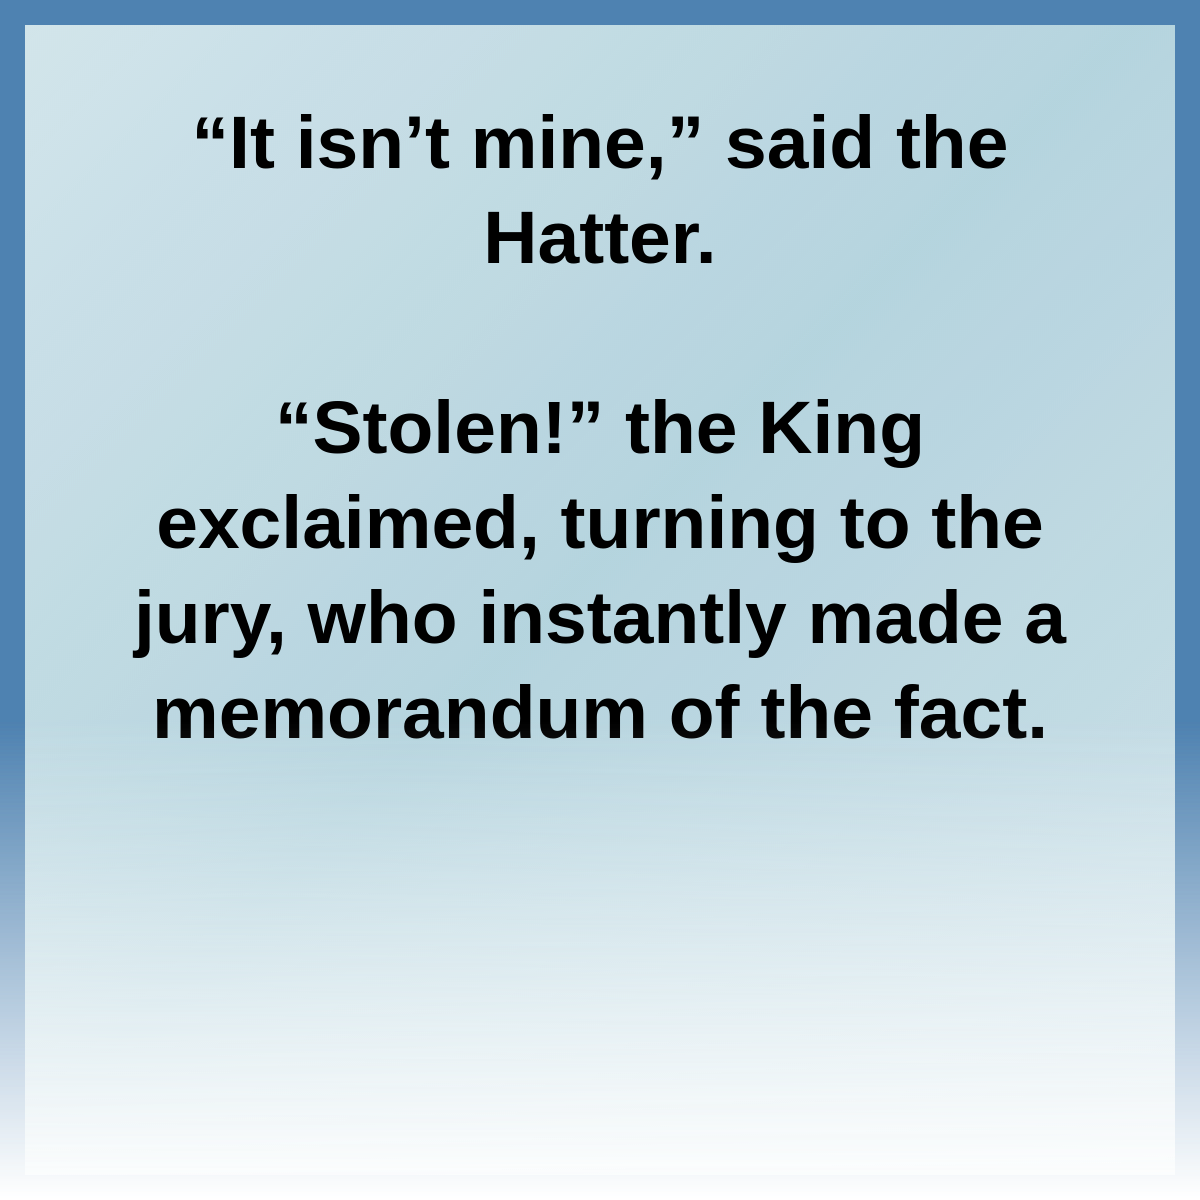 “It isn’t mine,” said the
Hatter.
“Stolen!” the King
exclaimed, turning to the
jury, who instantly made a
memorandum of the fact.